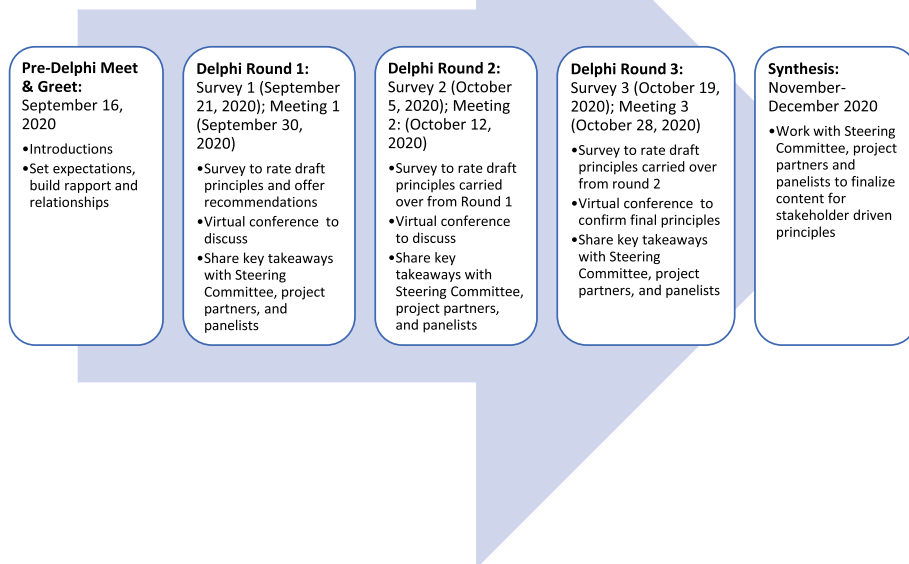 Pre-Delphi Meet
& Greet:
September 16,
2020
•Introductions
•Set expectations,
build rapport and
relationships
Delphi Round 1:
Survey 1 (September
21, 2020); Meeting 1
(September 30,
2020)
•Survey to rate draft
principles and offer
recommendations
•Virtual conference to
discuss
•Share key takeaways
with Steering
Committee, project
partners, and
panelists
Delphi Round 2:
Survey 2 (October
5, 2020); Meeting
2: (October 12,
2020)
•Survey to rate draft
principles carried
over from Round 1
•Virtual conference
to discuss
•Share key
takeaways with
Steering Committee,
project partners,
and panelists
Delphi Round 3:
Survey 3 (October 19,
2020); Meeting 3
(October 28, 2020)
•Survey to rate draft
principles carried over
from round 2
•Virtual conference to
confirm final principles
•Share key takeaways
with Steering
Committee, project
partners, and panelists
Synthesis:
November-
December 2020
•Work with Steering
Committee, project
partners and
panelists to finalize
content for
stakeholder driven
principles